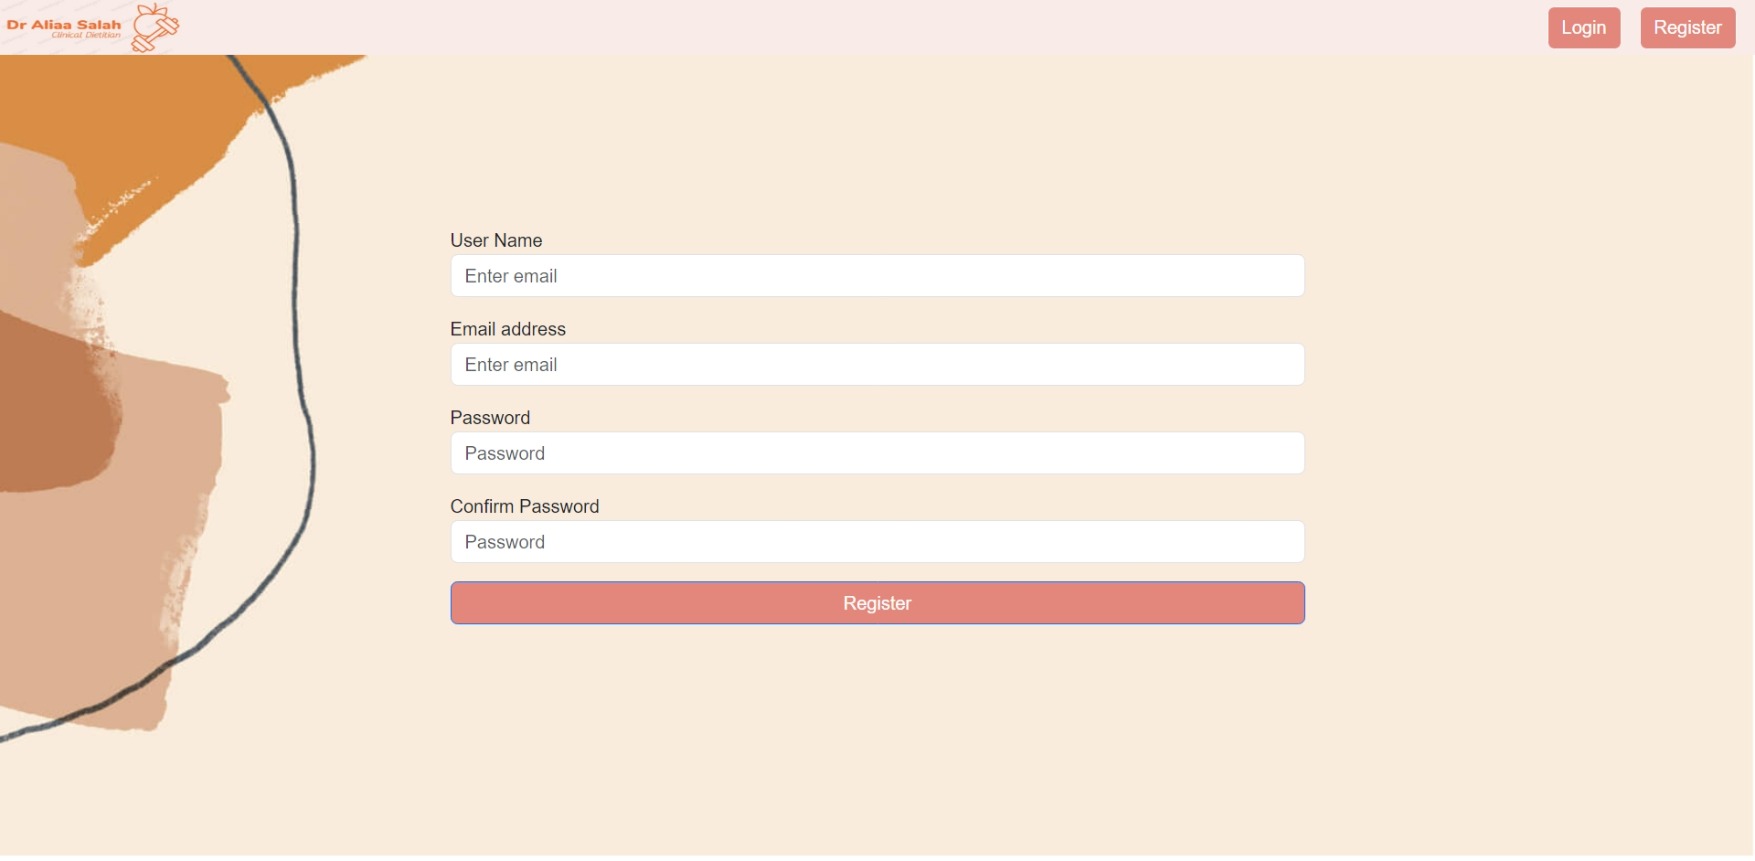 Dr Aliaa Salah
Clinical Dietitian
Login
Register
User Name
Enter email
Email address
Enter email
Password
Password
Confirm Password
Password
Register